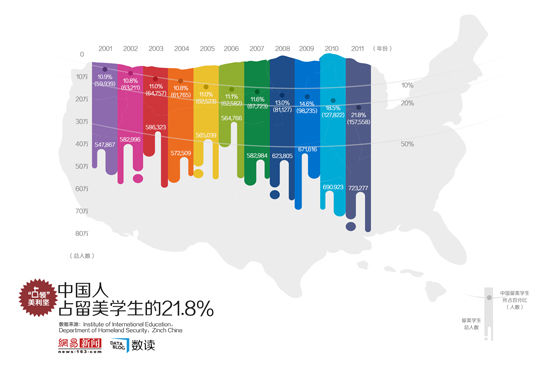 2001 2002 2003 2004 2005 2006 2007 2008 2009 2010 2011 (年份)
0
10万
20万
30万
40万
50万
60万
70万
80万
(总人数)
10%
20%
50%
10.9%
(59,939)
10.8%
(63,211)
11.0%
(64,757)
10.8%
(61,765)
11.0%
(62,523)
11.1%
(62,582)
11.6%
(67,723)
13.0%
(81,127)
14.6%
(98,235)
18.5%
(127,822)
21.8%
(157,558)
547,867
582,996
586,323
572,509
565,039
564,766
582,984
623,805
671,616
690,923
723,277
占
“口领”
美利坚
中国人
占留美学生的21.8%
数据来源: Institute of International Education,
Department of Homeland Security, Zinch China
網易 新闻
news.163.com
DATA
BLOG
数读
中国留美学生
所占百分比
(人数)
留美学生
总人数